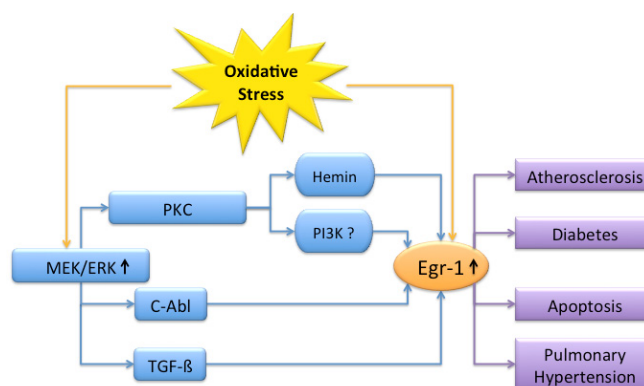 Oxidative
Stress
Hemin
Atherosclerosis
PKC
PI3K ?
Diabetes
MEK/ERK ↑
Egr-1 ↑
C-Abl
Apoptosis
TGF-ß
Pulmonary
Hypertension